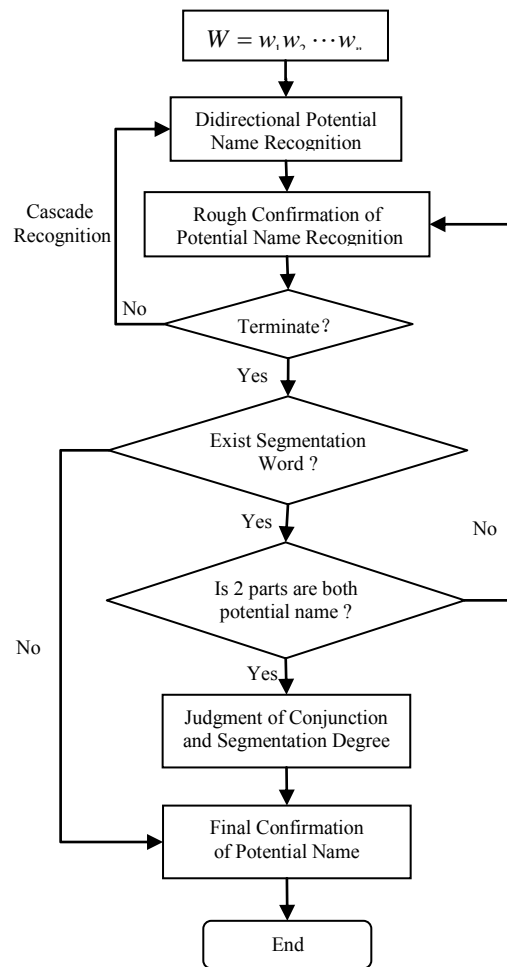 W = w₁w₂ ⋯ wₙ
Didirectional Potential
Name Recognition
Cascade
Recognition
Rough Confirmation of
Potential Name Recognition
No
Terminate？
Yes
Exist Segmentation
Word？
Yes
No
Is 2 parts are both
potential name？
No
Yes
Judgment of Conjunction
and Segmentation Degree
Final Confirmation
of Potential Name
End